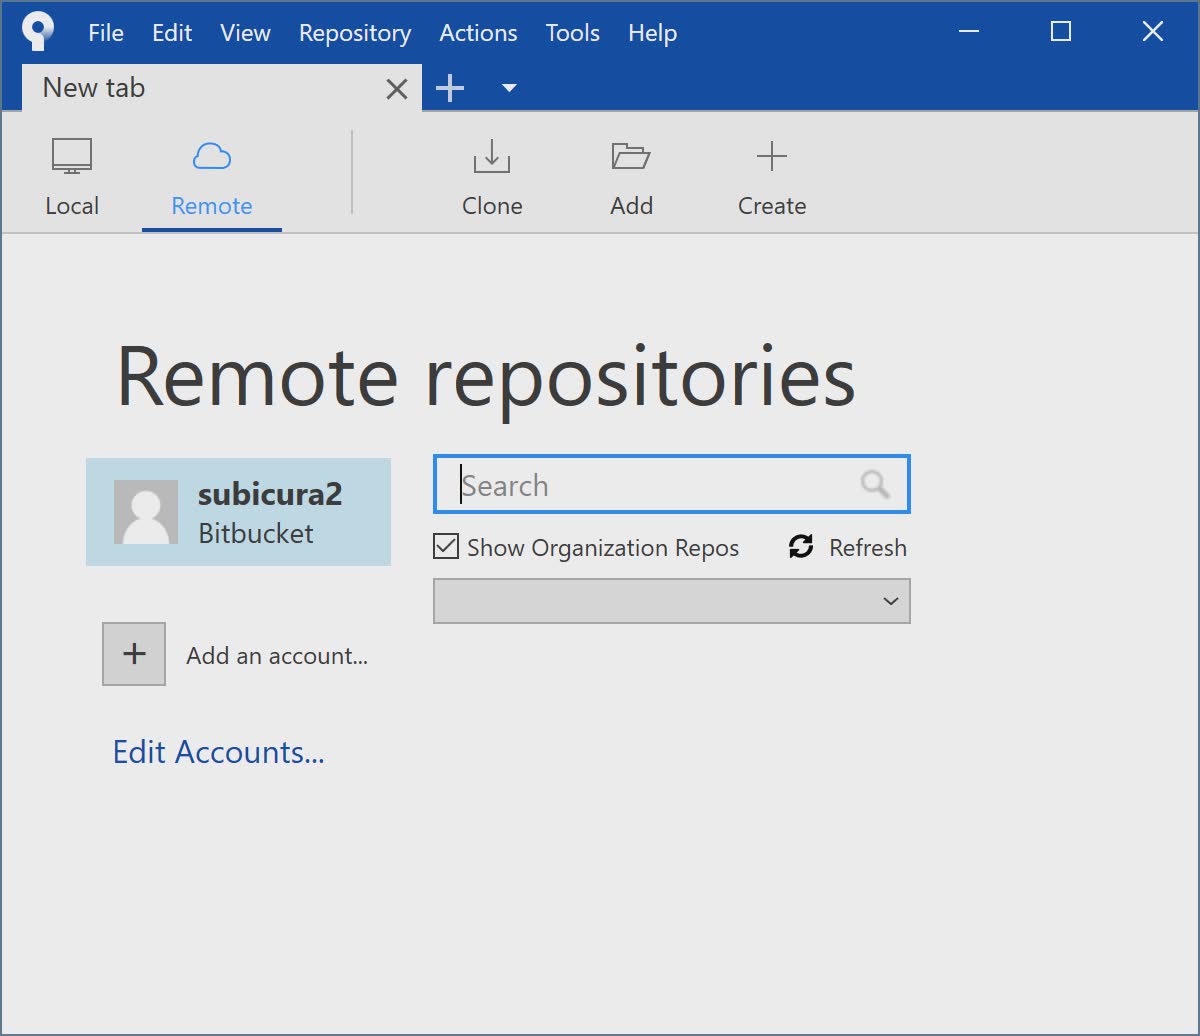 File Edit View Repository Actions Tools Help
New tab
Local Remote Clone Add Create
Remote repositories
subicura2
Bitbucket
Search
Show Organization Repos Refresh
Add an account...
Edit Accounts...